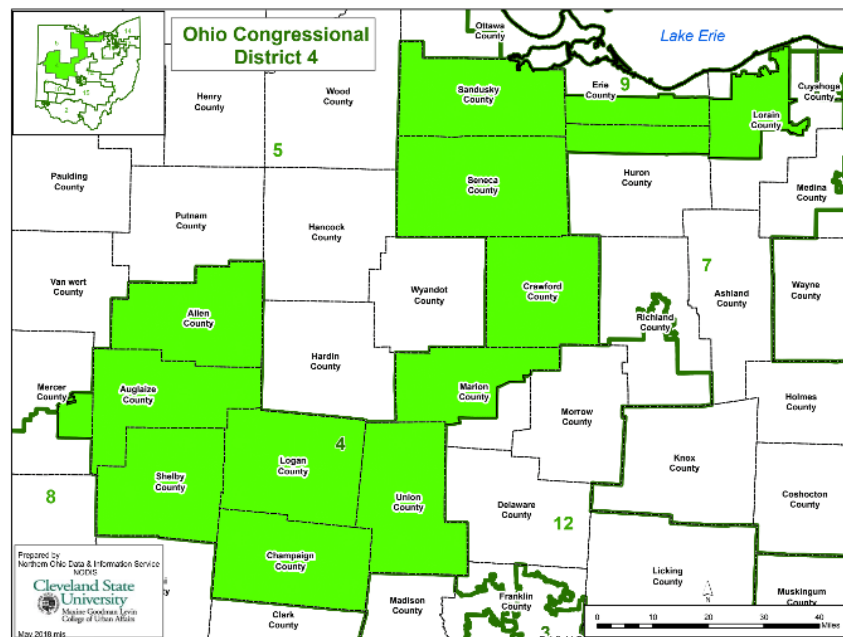 Ohio Congressional
District 4
Ottawa
County
Lake Erie
Cuyahoga
County
Henry
County
Wood
County
Sandusky
County
Erie
County
9
Lorain
County
5
Paulding
County
Putnam
County
Hancock
County
Seneca
County
Huron
County
Medina
County
Van wert
County
Allen
County
Wyandot
County
Crawford
County
Richland
County
7
Ashland
County
Wayne
County
Mercer
County
Auglaize
County
Hardin
County
Marion
County
Morrow
County
Holmes
County
Shelby
County
Logan
County
4
Union
County
Knox
County
Delaware
County
12
Coshocton
County
8
Champaign
County
Licking
County
Muskingum
County
Clark
Madison
County
Franklin
County
3
Prepared by
Northern Ohio Data & Information Service
NODIS
Cleveland State
University
Maxine Goodman Levin
College of Urban Affairs
May 2018 mjs
0 10 20 30 40
Miles